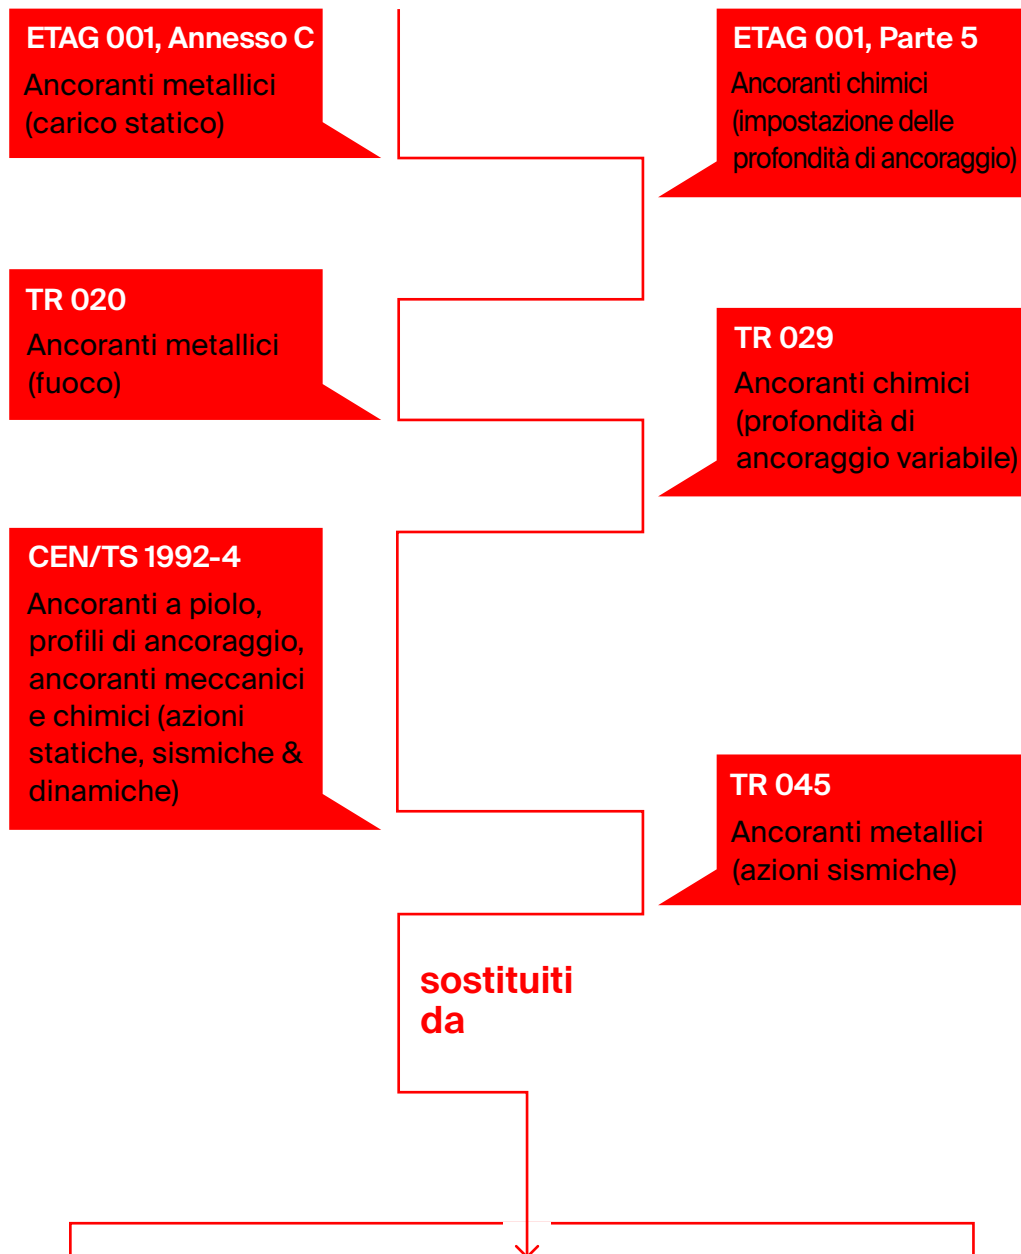 ETAG 001, Annesso C
Ancoranti metallici
(carico statico)
ETAG 001, Parte 5
Ancoranti chimici
(impostazione delle
profondità di ancoraggio)
TR 020
Ancoranti metallici
(fuoco)
TR 029
Ancoranti chimici
(profondità di
ancoraggio variabile)
CEN/TS 1992-4
Ancoranti a piolo,
profili di ancoraggio,
ancoranti meccanici
e chimici (azioni
statiche, sismiche &
dinamiche)
TR 045
Ancoranti metallici
(azioni sismiche)
sostituiti
da